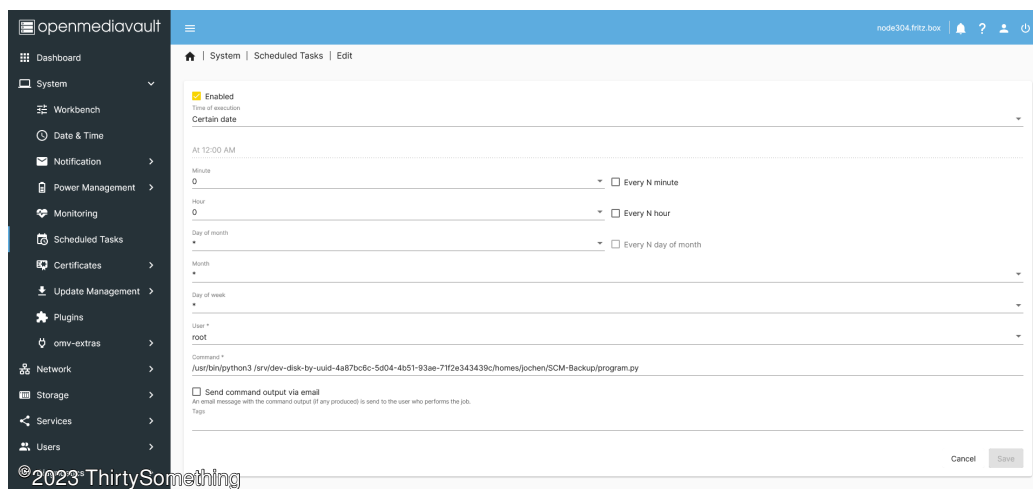 openmediavault
node304.fritz.box
Dashboard
System
Workbench
Date & Time
Notification
Power Management
Monitoring
Scheduled Tasks
Certificates
Update Management
Plugins
omv-extras
Network
Storage
Services
Users
| System | Scheduled Tasks | Edit
Enabled
Time of execution
Certain date
At 12:00 AM
Minute
0
Every N minute
Hour
0
Every N hour
Day of month
*
Every N day of month
Month
*
Day of week
*
User *
root
Command *
/usr/bin/python3 /srv/dev-disk-by-uuid-4a87bc6c-5d04-4b51-93ae-71f2e343439c/homes/jochen/SCM-Backup/program.py
Send command output via email
An email message with the command output (if any produced) is send to the user who performs the job.
Tags
Cancel
Save
© 2023 ThirtySomething